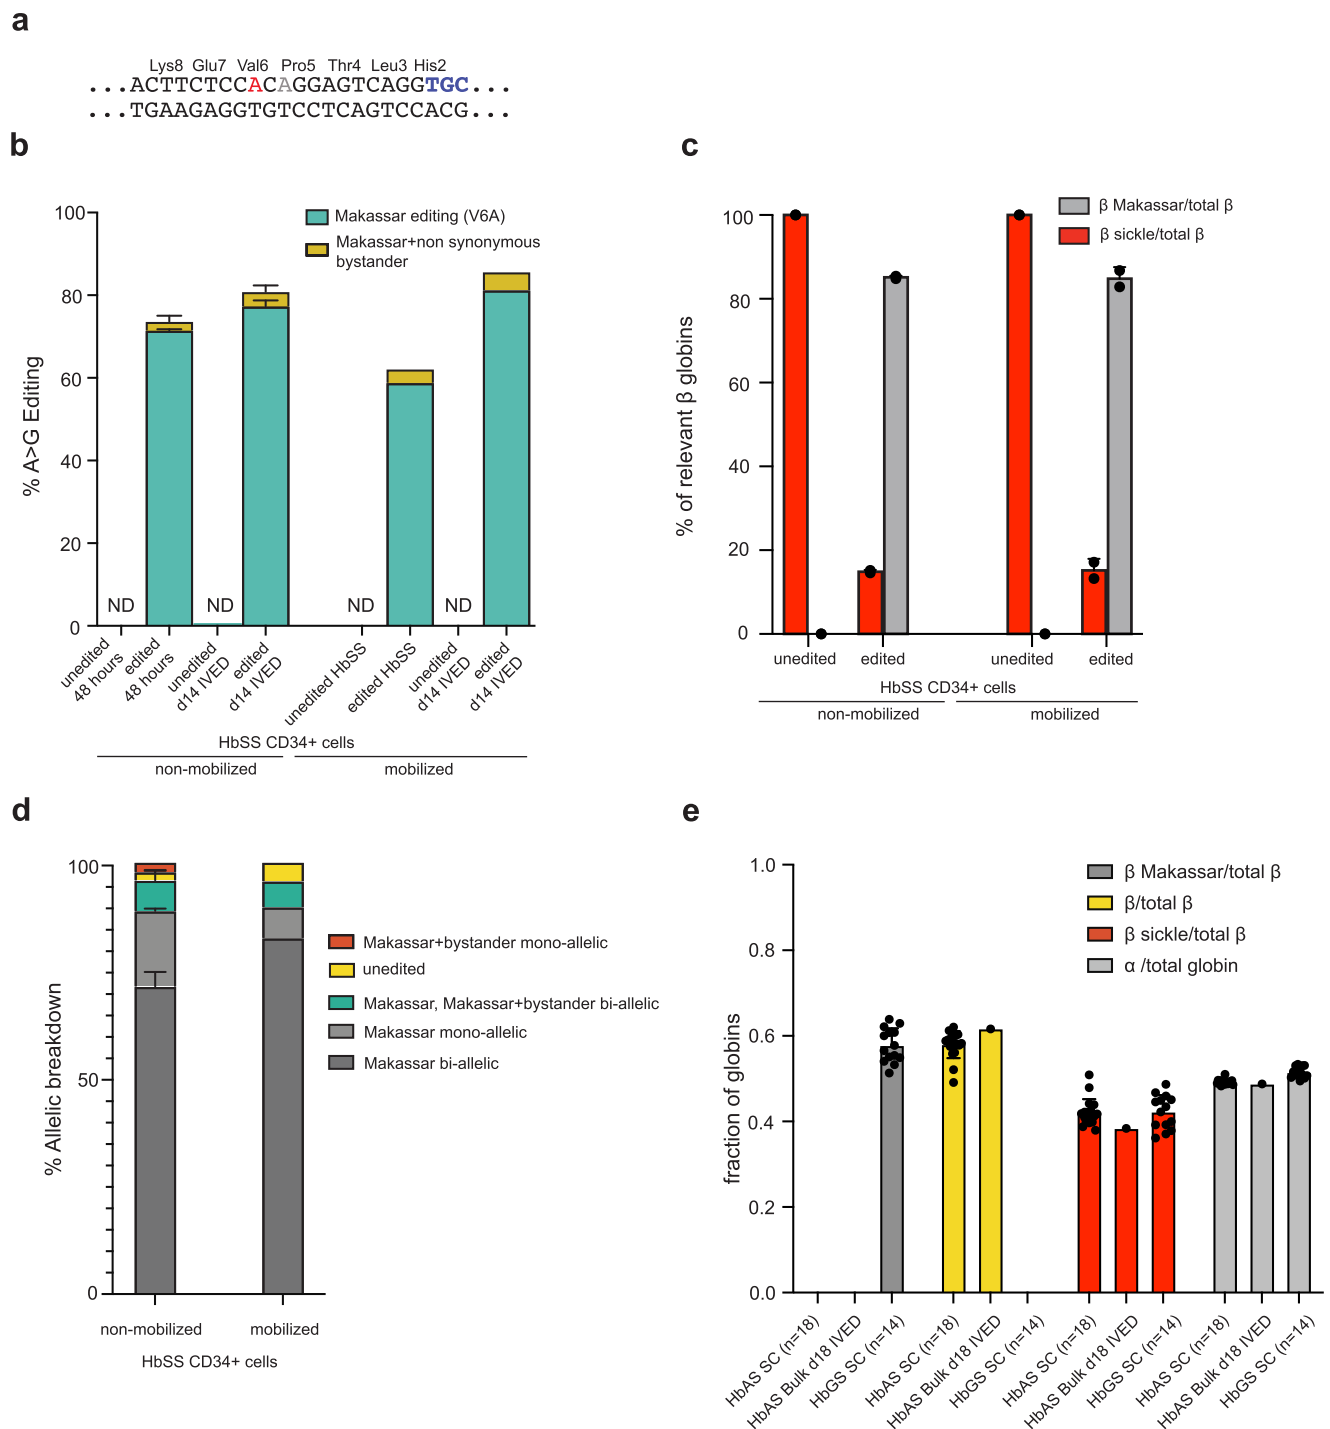 a
Lys8 Glu7 Val6 Pro5 Thr4 Leu3 His2
...ACTTCTCCACAGGAGTCAGGTGC...
...TGAAGAGGTGTCCTCAGTCCACG...
b
Makassar editing (V6A)
Makassar+non synonymous
bystander
% A>G Editing
100
80
60
40
20
0
ND
ND
ND
ND
unedited
48 hours
edited
48 hours
unedited
d14 IVED
edited
d14 IVED
unedited HbSS
edited HbSS
unedited
d14 IVED
edited
d14 IVED
HbSS CD34+ cells
non-mobilized
mobilized
c
β Makassar/total β
β sickle/total β
% of relevant β globins
100
80
60
40
20
0
unedited
edited
unedited
edited
HbSS CD34+ cells
non-mobilized
mobilized
d
% Allelic breakdown
100
50
0
Makassar+bystander mono-allelic
unedited
Makassar, Makassar+bystander bi-allelic
Makassar mono-allelic
Makassar bi-allelic
non-mobilized
mobilized
HbSS CD34+ cells
e
β Makassar/total β
β/total β
β sickle/total β
α /total globin
fraction of globins
1.0
0.8
0.6
0.4
0.2
0.0
HbAS SC (n=18)
HbAS Bulk d18 IVED
HbGS SC (n=14)
HbAS SC (n=18)
HbAS Bulk d18 IVED
HbGS SC (n=14)
HbAS SC (n=18)
HbAS Bulk d18 IVED
HbGS SC (n=14)
HbAS SC (n=18)
HbAS Bulk d18 IVED
HbGS SC (n=14)